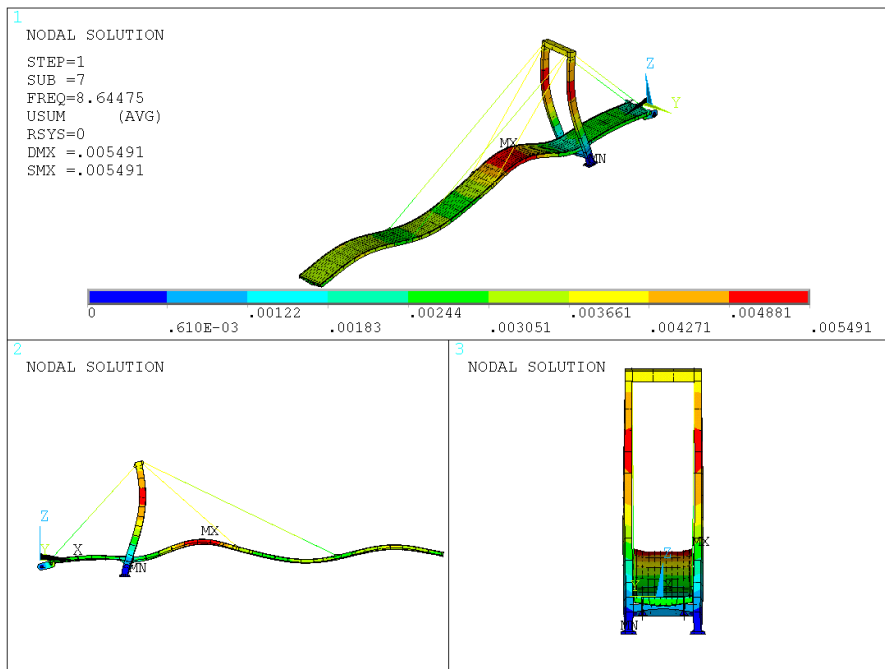 1
NODAL SOLUTION
STEP=1
SUB =7
FREQ=8.64475
USUM (AVG)
RSYS=0
DMX =.005491
SMX =.005491
Z
Y
X
MX
MN
0 .00122 .00244 .003661 .004881
.610E-03 .00183 .003051 .004271 .005491
2
NODAL SOLUTION
Z
MX
Y X
MN
3
NODAL SOLUTION
MX
Z
Y
MN